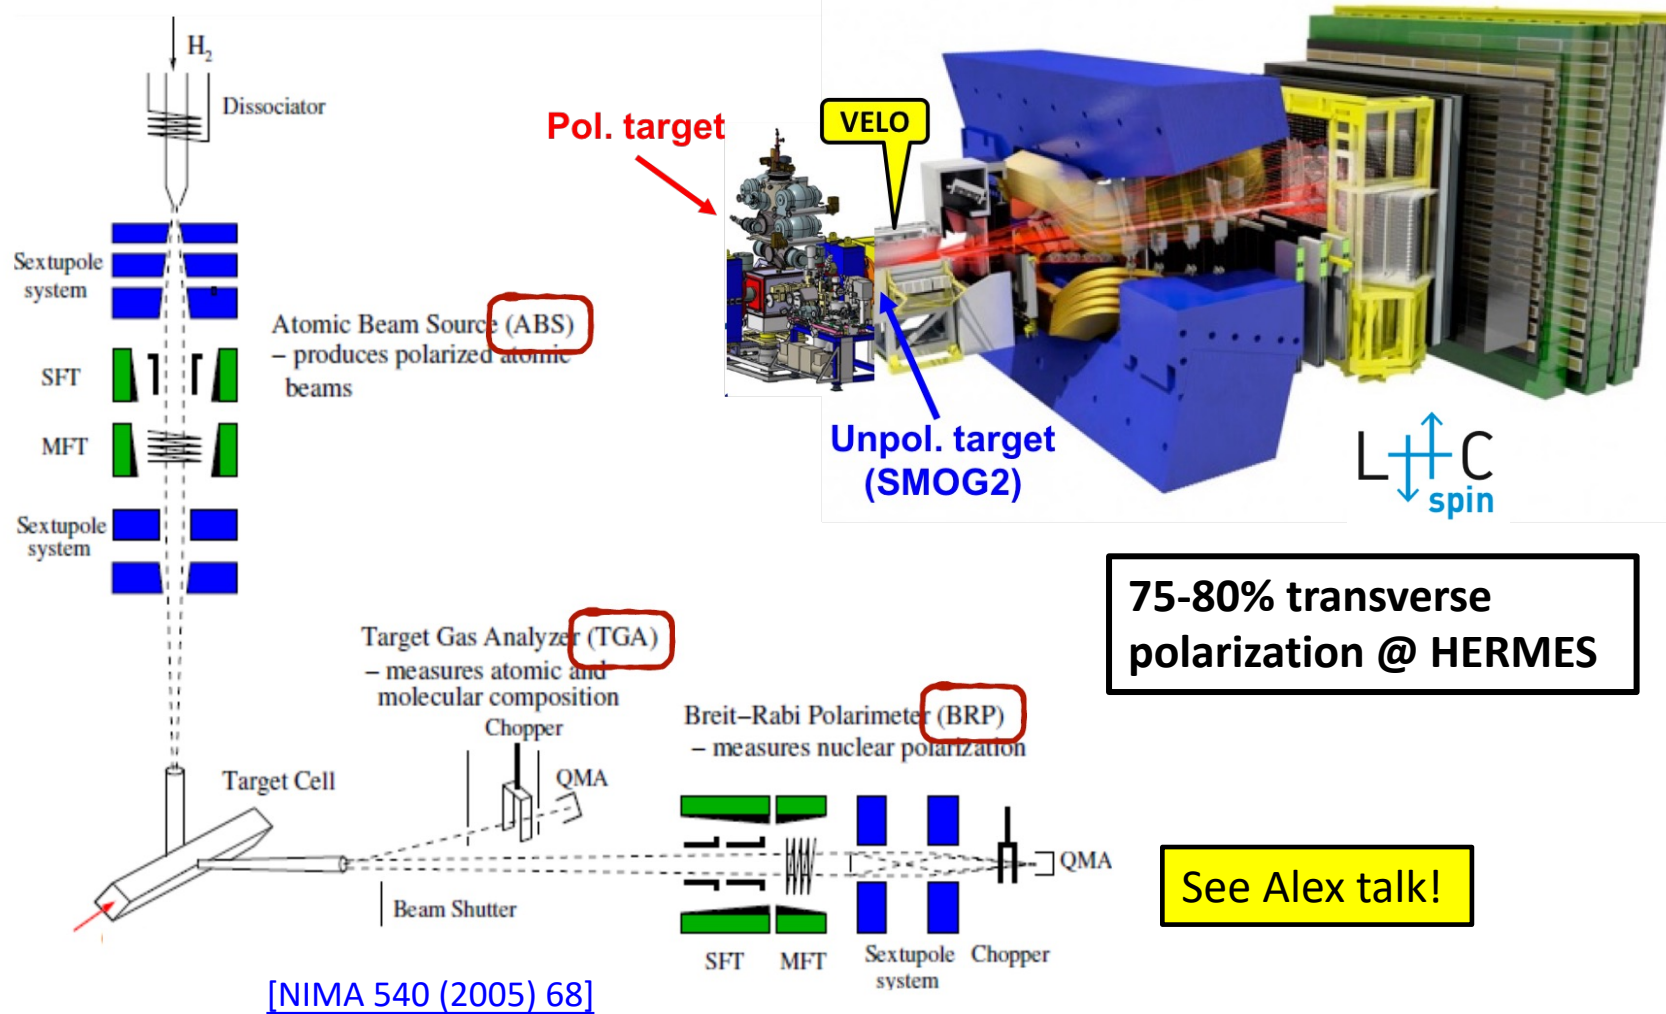 H2
Dissociator
Sextupole
system
Atomic Beam Source (ABS)
– produces polarized atomic
beams
SFT
MFT
Sextupole
system
Target Gas Analyzer (TGA)
– measures atomic and
molecular composition
Chopper
QMA
Breit–Rabi Polarimeter (BRP)
– measures nuclear polarization
Target Cell
Beam Shutter
SFT
MFT
Sextupole
system
Chopper
QMA
[NIMA 540 (2005) 68]
Pol. target
VELO
Unpol. target
(SMOG2)
LHC
spin
75-80% transverse
polarization @ HERMES
See Alex talk!